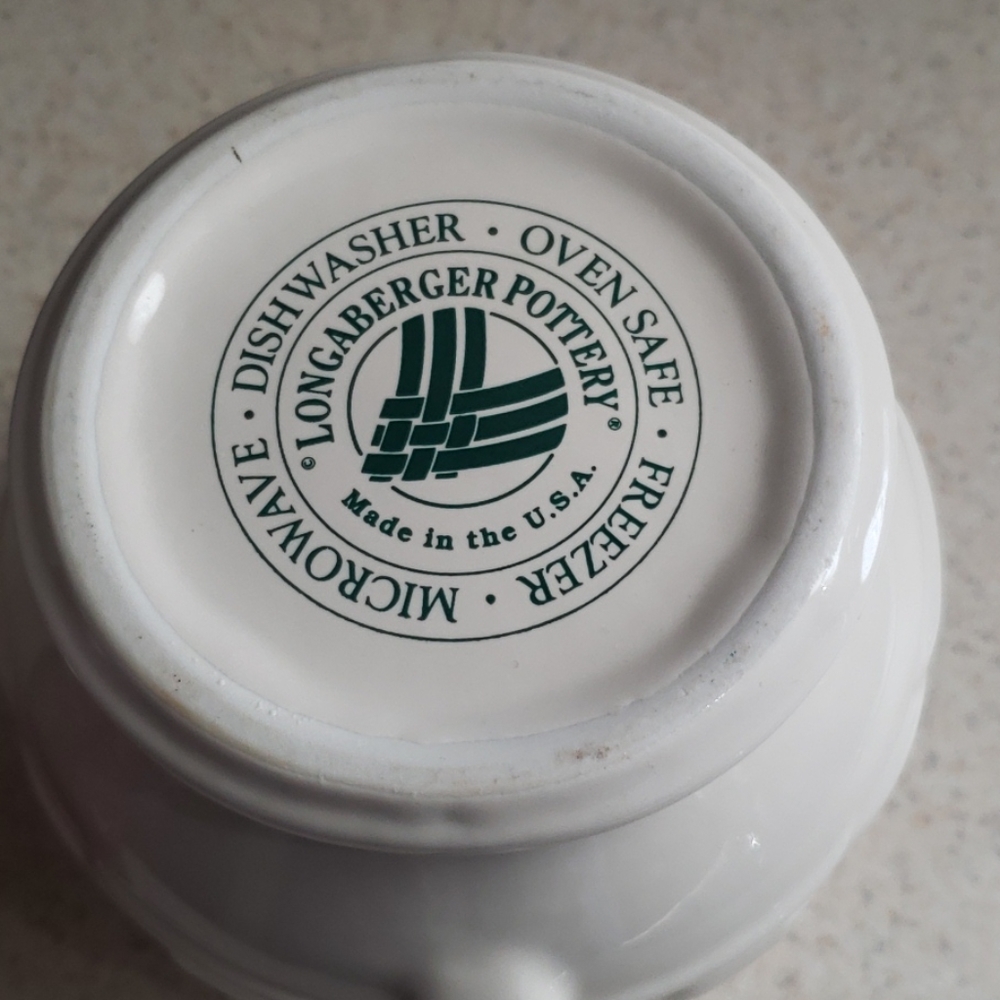 MICROWAVE · DISHWASHER · OVEN SAFE · FREEZER ·
© LONGABERGER POTTERY ®
Made in the U.S.A.